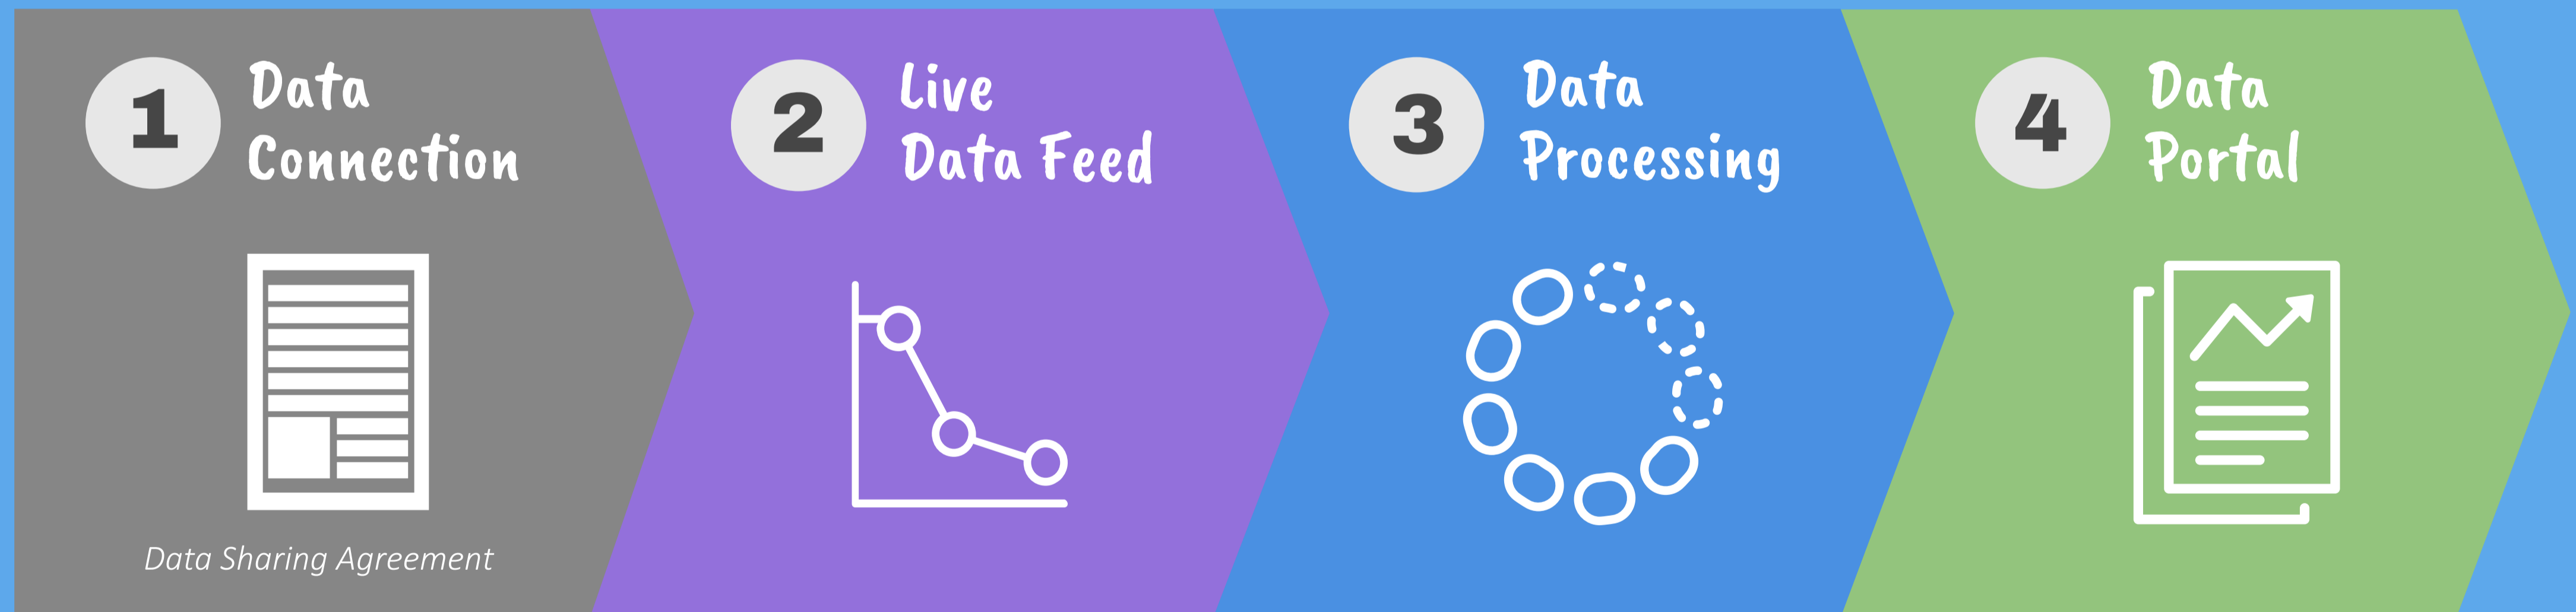 1
Data
Connection
Data Sharing Agreement
2
Live
Data Feed
3
Data
Processing
4
Data
Portal